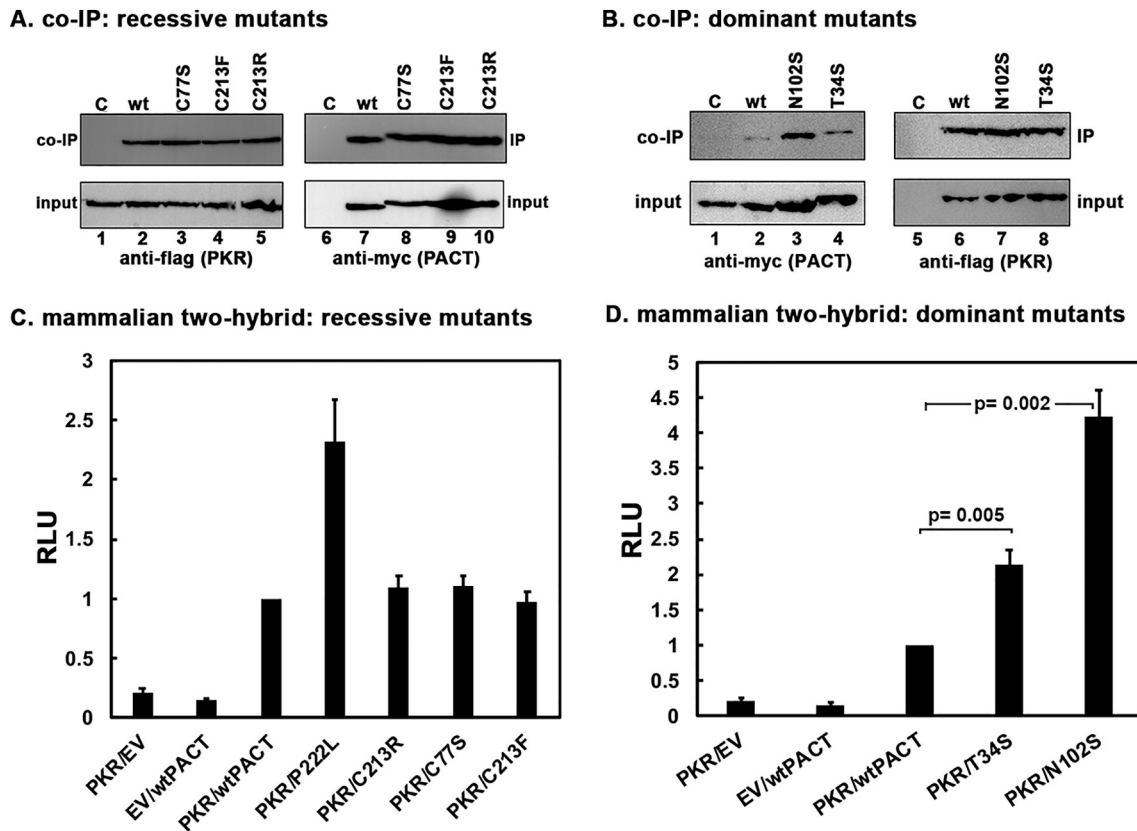 A. co-IP: recessive mutants
C wt C77S C213F C213R
C wt C77S C213F C213R
co-IP
IP
input
input
1 2 3 4 5
6 7 8 9 10
anti-flag (PKR)
anti-myc (PACT)
B. co-IP: dominant mutants
C wt N102S T34S
C wt N102S T34S
co-IP
IP
input
input
1 2 3 4
5 6 7 8
anti-myc (PACT)
anti-flag (PKR)
C. mammalian two-hybrid: recessive mutants
RLU
3
2.5
2
1.5
1
0.5
0
PKR/EV
EV/wtPACT
PKR/wtPACT
PKR/P222L
PKR/C213R
PKR/C77S
PKR/C213F
D. mammalian two-hybrid: dominant mutants
RLU
5
4.5
4
3.5
3
2.5
2
1.5
1
0.5
0
p= 0.002
p= 0.005
PKR/EV
EV/wtPACT
PKR/wtPACT
PKR/T34S
PKR/N102S